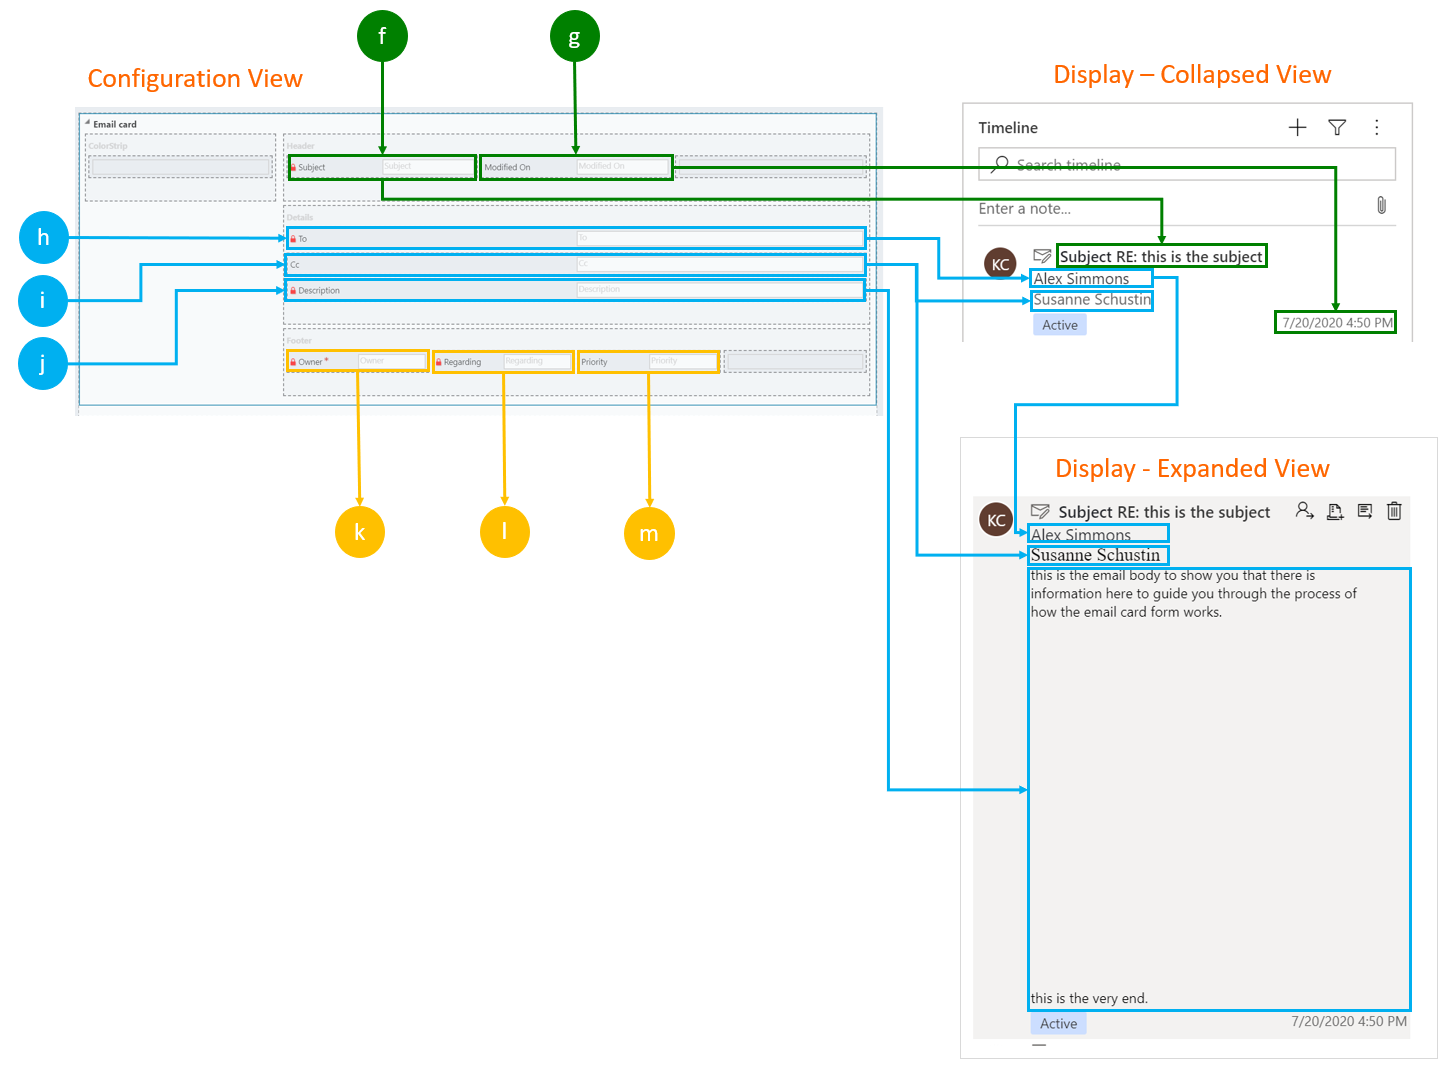 f
g
Configuration View
Display – Collapsed View
Email card
ColorStrip
Header
Subject
Subject
Modified On
Modified On
Details
h
To
To
i
Cc
Cc
j
Description
Description
Footer
Owner*
Owner
Regarding
Regarding
Priority
Priority
k
l
m
Timeline
Search timeline
Enter a note...
KC
Subject RE: this is the subject
Alex Simmons
Susanne Schustin
Active
7/20/2020 4:50 PM
Display - Expanded View
KC
Subject RE: this is the subject
Alex Simmons
Susanne Schustin
this is the email body to show you that there is
information here to guide you through the process of
how the email card form works.
this is the very end.
Active
7/20/2020 4:50 PM